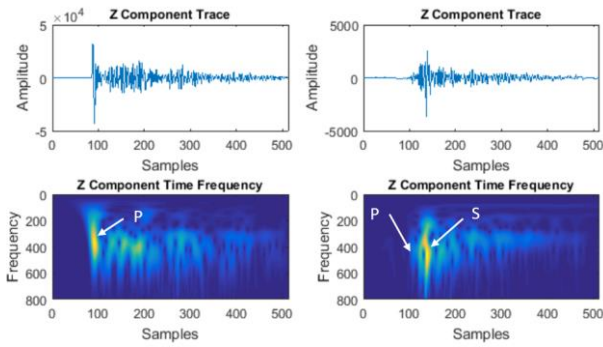 Z Component Trace
5 ×10⁴
0
-5
Amplitude
0 100 200 300 400 500
Samples
Z Component Trace
5000
0
-5000
Amplitude
0 100 200 300 400 500
Samples
Z Component Time Frequency
0
200
400
600
800
Frequency
P
0 100 200 300 400 500
Samples
Z Component Time Frequency
0
200
400
600
800
Frequency
P S
0 100 200 300 400 500
Samples